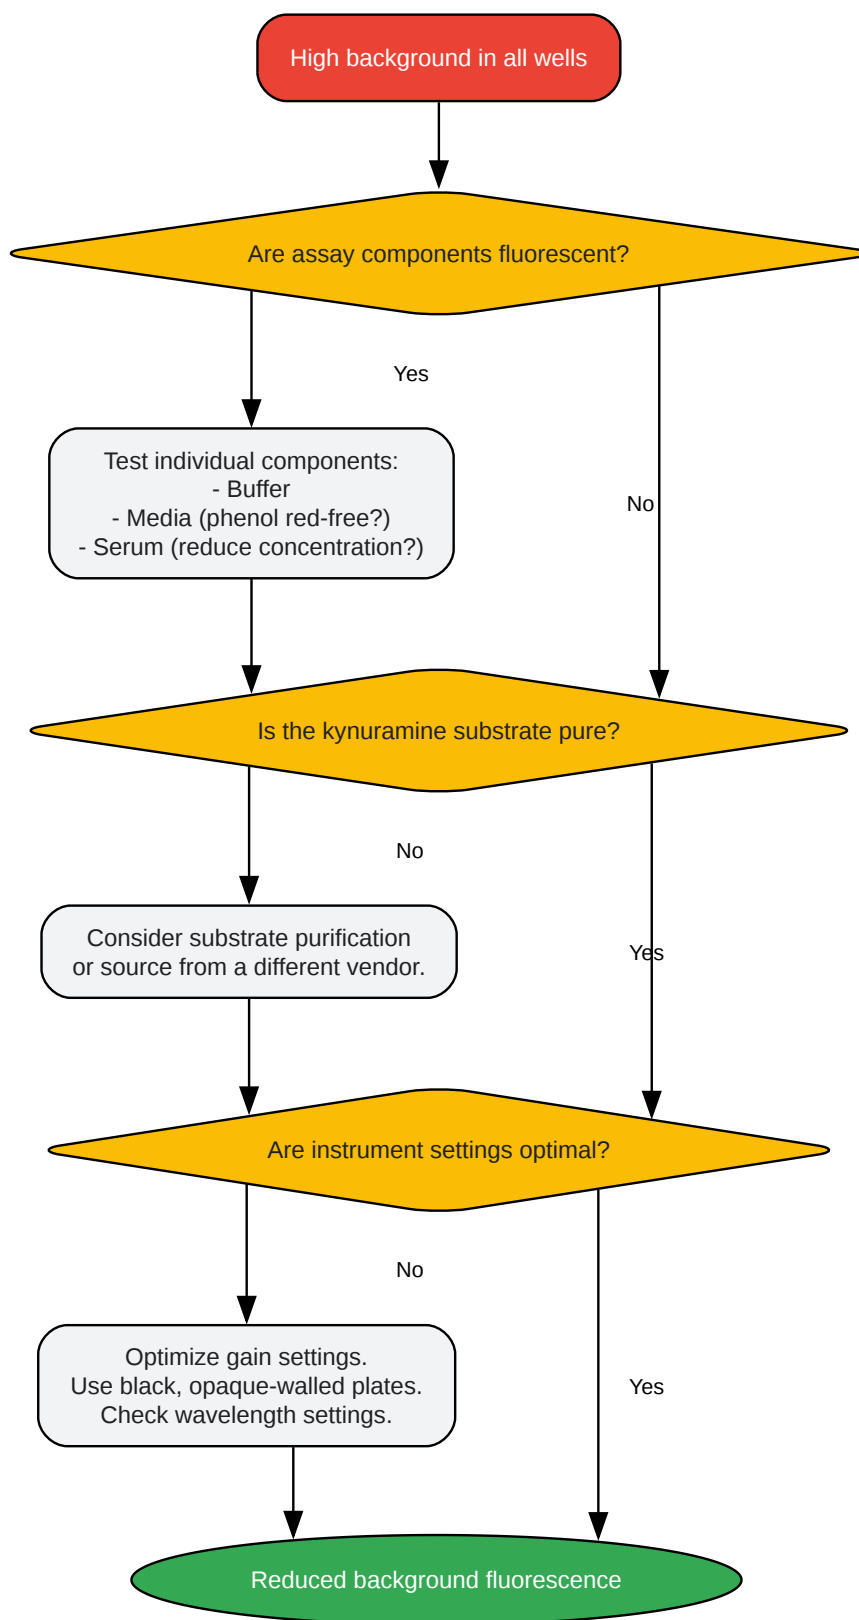 High background in all wells
Are assay components fluorescent?
Yes
Test individual components:
- Buffer
- Media (phenol red-free?)
- Serum (reduce concentration?)
No
Is the kynuramine substrate pure?
No
Consider substrate purification
or source from a different vendor.
Yes
Are instrument settings optimal?
No
Optimize gain settings.
Use black, opaque-walled plates.
Check wavelength settings.
Yes
Reduced background fluorescence